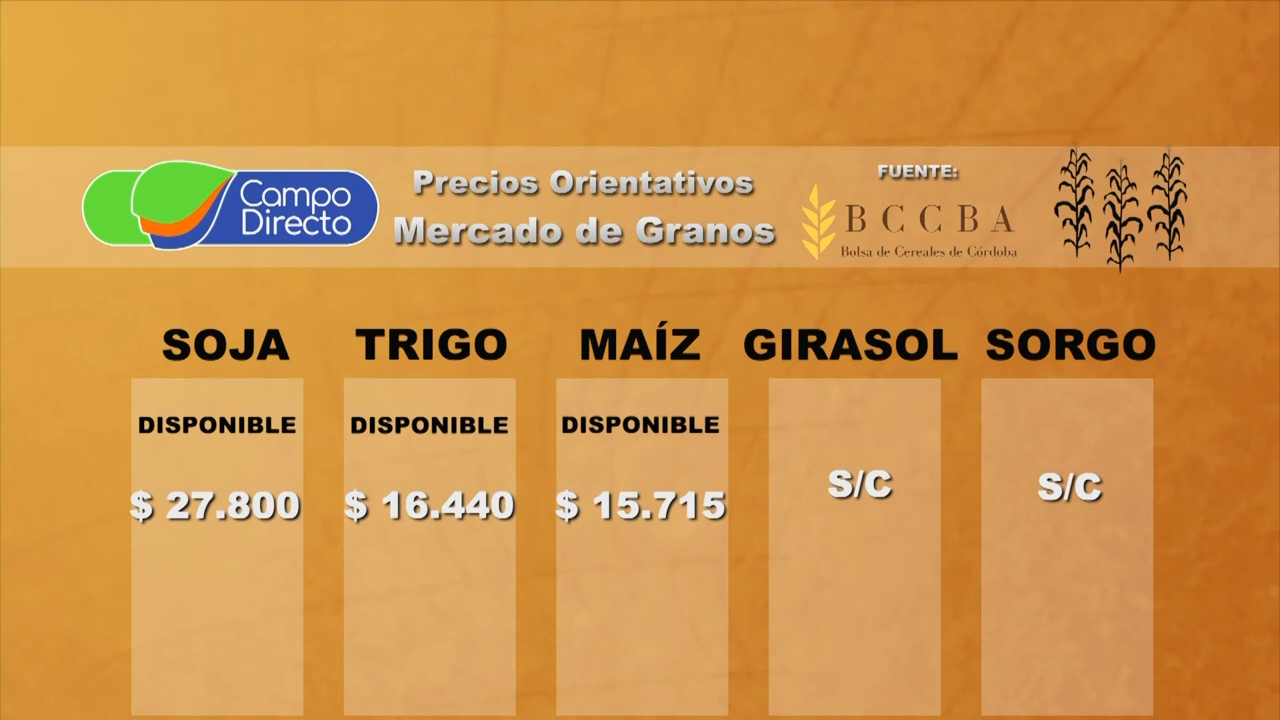 Campo
Directo
Precios Orientativos
Mercado de Granos
FUENTE:
BCCBA
Bolsa de Cereales de Córdoba
SOJA
DISPONIBLE
$ 27.800
TRIGO
DISPONIBLE
$ 16.440
MAÍZ
DISPONIBLE
$ 15.715
GIRASOL
S/C
SORGO
S/C